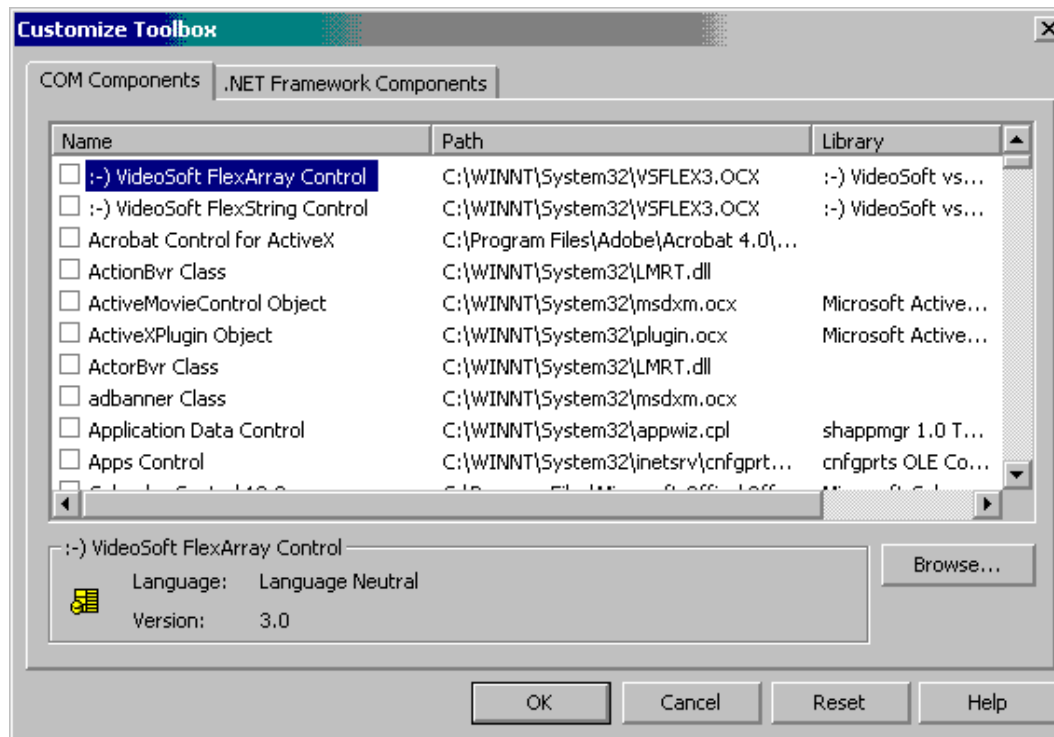 Customize Toolbox
COM Components .NET Framework Components
Name Path Library
:-) VideoSoft FlexArray Control C:\WINNT\System32\VSFLEX3.OCX :-) VideoSoft vs...
:-) VideoSoft FlexString Control C:\WINNT\System32\VSFLEX3.OCX :-) VideoSoft vs...
Acrobat Control for ActiveX C:\Program Files\Adobe\Acrobat 4.0\...
ActionBvr Class C:\WINNT\System32\LMRT.dll
ActiveMovieControl Object C:\WINNT\System32\msdxm.ocx Microsoft Active...
ActiveXPlugin Object C:\WINNT\System32\plugin.ocx Microsoft Active...
ActorBvr Class C:\WINNT\System32\LMRT.dll
adbanner Class C:\WINNT\System32\msdxm.ocx
Application Data Control C:\WINNT\System32\appwiz.cpl shappmgr 1.0 T...
Apps Control C:\WINNT\System32\inetsrv\cnfgprt... cnfgprts OLE Co...
:-) VideoSoft FlexArray Control
Browse...
Language: Language Neutral
Version: 3.0
OK Cancel Reset Help